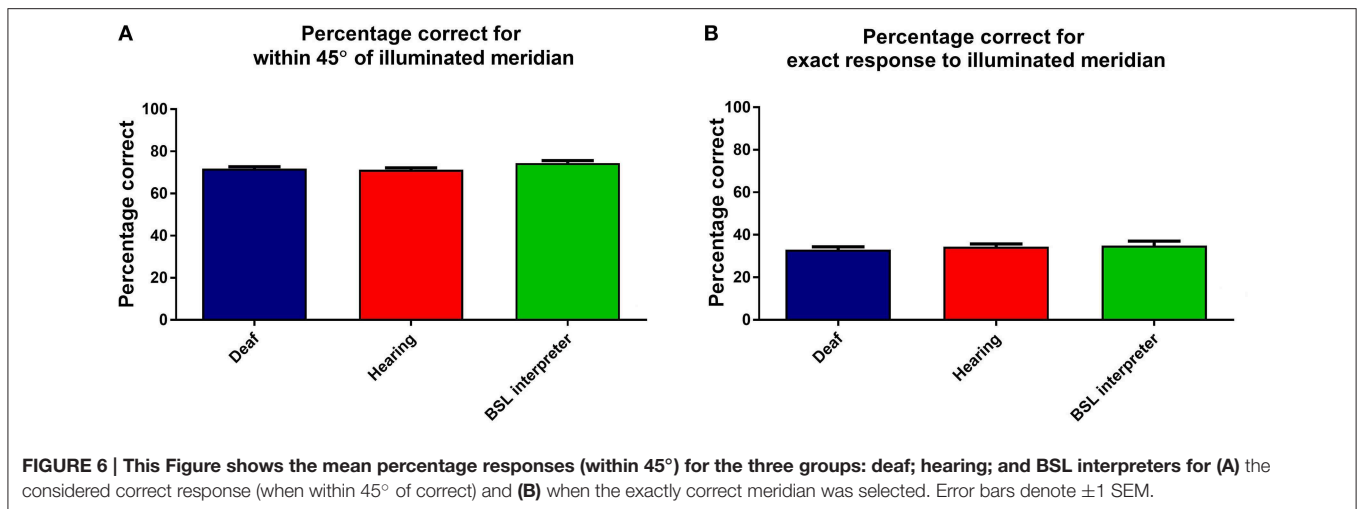 A
Percentage correct for
within 45° of illuminated meridian
Percentage correct
100
80
60
40
20
0
Deaf
Hearing
BSL interpreter
B
Percentage correct for
exact response to illuminated meridian
Percentage correct
100
80
60
40
20
0
Deaf
Hearing
BSL interpreter
FIGURE 6 | This Figure shows the mean percentage responses (within 45°) for the three groups: deaf; hearing; and BSL interpreters for (A) the
considered correct response (when within 45° of correct) and (B) when the exactly correct meridian was selected. Error bars denote ±1 SEM.